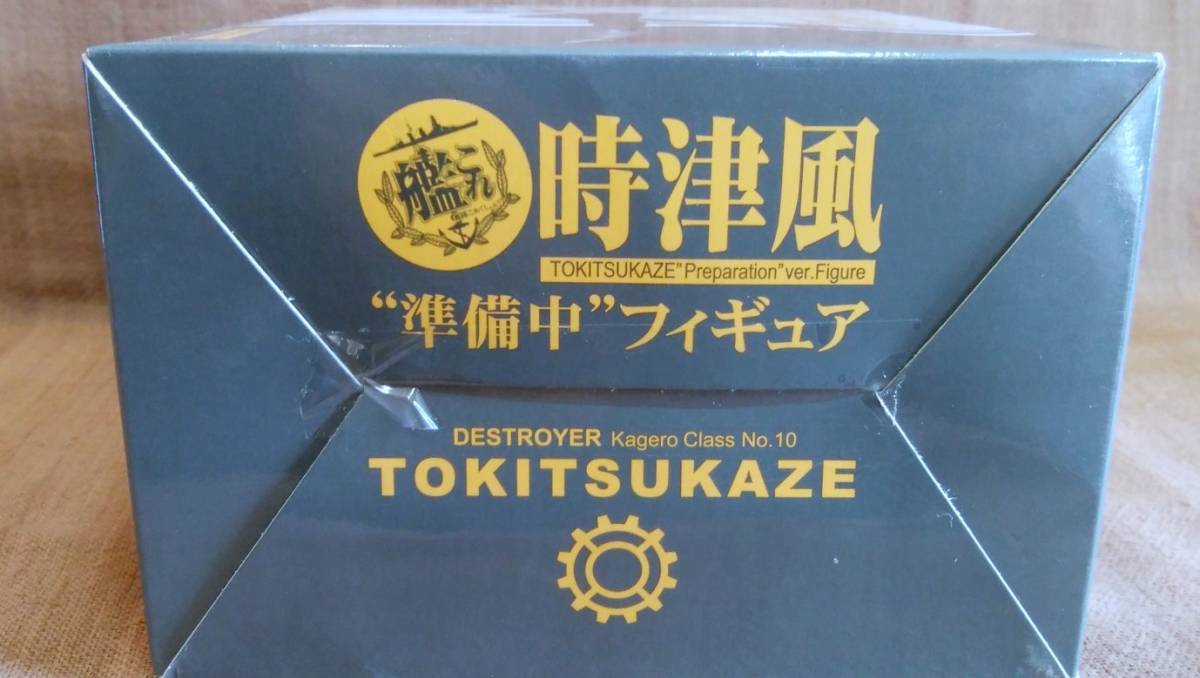 艦これ
時津風
TOKITSUKAZE"Preparation"ver.Figure
“準備中”フィギュア
DESTROYER Kagero Class No.10
TOKITSUKAZE